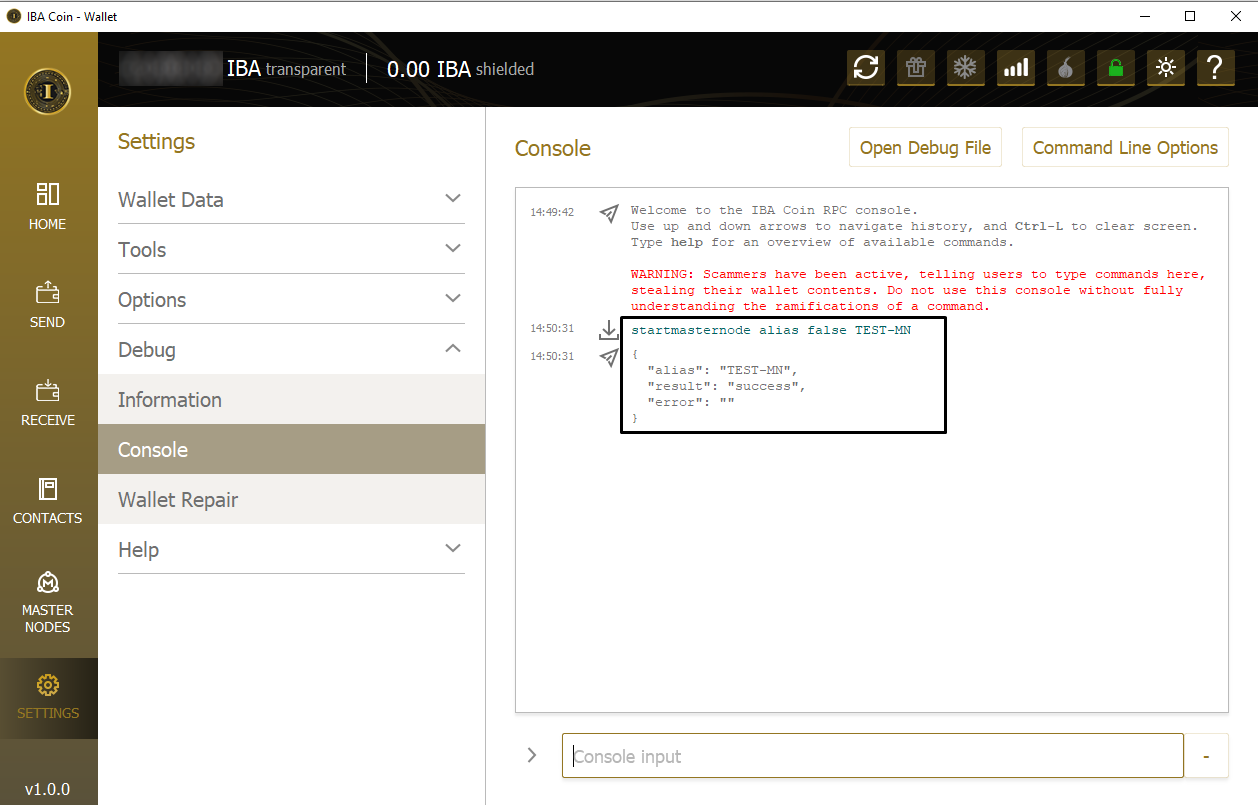 IBA Coin - Wallet
IBA transparent
0.00 IBA shielded
HOME
SEND
RECEIVE
CONTACTS
MASTER
NODES
SETTINGS
v1.0.0
Settings
Wallet Data
Tools
Options
Debug
Information
Console
Wallet Repair
Help
Console
Open Debug File
Command Line Options
14:49:42 Welcome to the IBA Coin RPC console.
Use up and down arrows to navigate history, and Ctrl-L to clear screen.
Type help for an overview of available commands.
WARNING: Scammers have been active, telling users to type commands here,
stealing their wallet contents. Do not use this console without fully
understanding the ramifications of a command.
14:50:31 startmasternode alias false TEST-MN
14:50:31 {
"alias": "TEST-MN",
"result": "success",
"error": ""
}
Console input
-